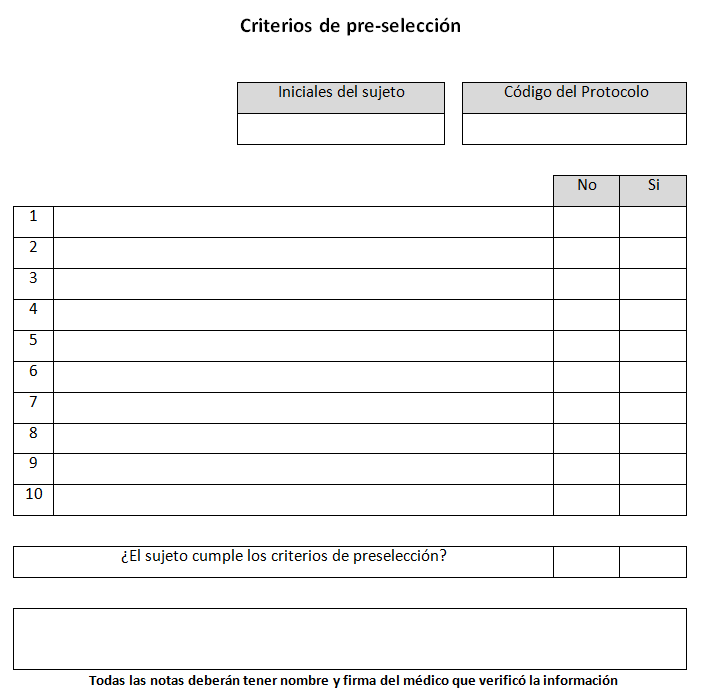 Criterios de pre-selección
Iniciales del sujeto
Código del Protocolo
No
Si
1
2
3
4
5
6
7
8
9
10
¿El sujeto cumple los criterios de preselección?
Todas las notas deberán tener nombre y firma del médico que verificó la información